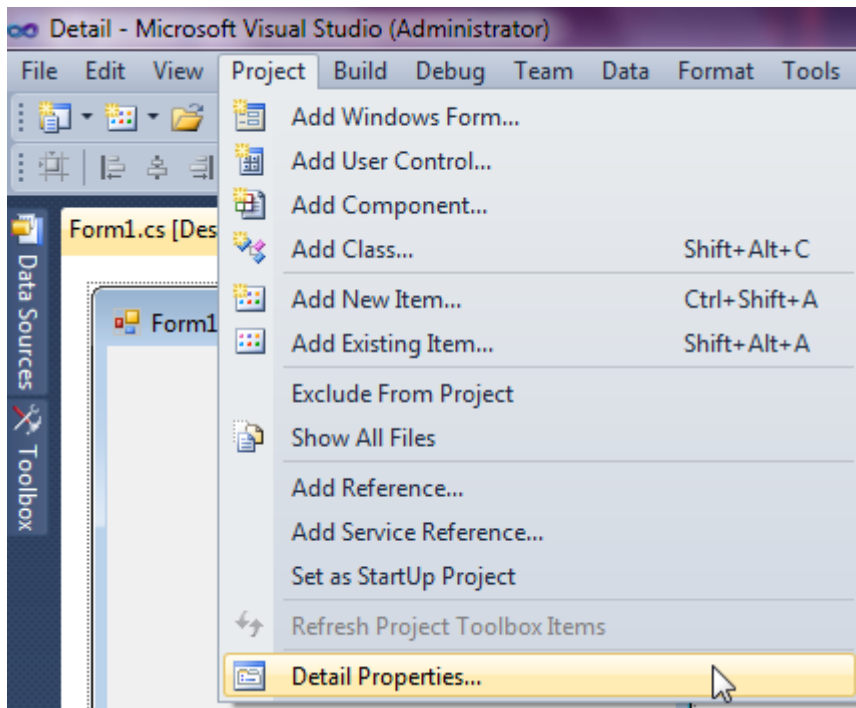 Detail - Microsoft Visual Studio (Administrator)
File Edit View Project Build Debug Team Data Format Tools
Add Windows Form...
Add User Control...
Add Component...
Add Class... Shift+Alt+C
Add New Item... Ctrl+Shift+A
Add Existing Item... Shift+Alt+A
Exclude From Project
Show All Files
Add Reference...
Add Service Reference...
Set as StartUp Project
Refresh Project Toolbox Items
Detail Properties...
Form1.cs [Des
Form1
Data Sources
Toolbox